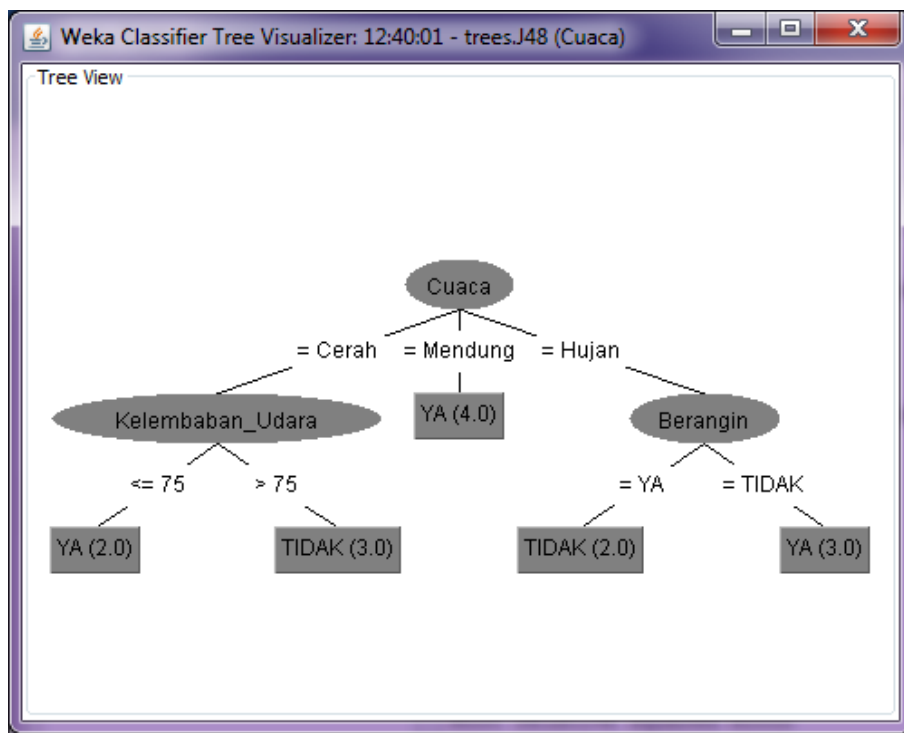 Weka Classifier Tree Visualizer: 12:40:01 - trees.J48 (Cuaca)
Tree View
Cuaca
= Cerah
= Mendung
= Hujan
Kelembaban_Udara
YA (4.0)
Berangin
<= 75
> 75
= YA
= TIDAK
YA (2.0)
TIDAK (3.0)
TIDAK (2.0)
YA (3.0)